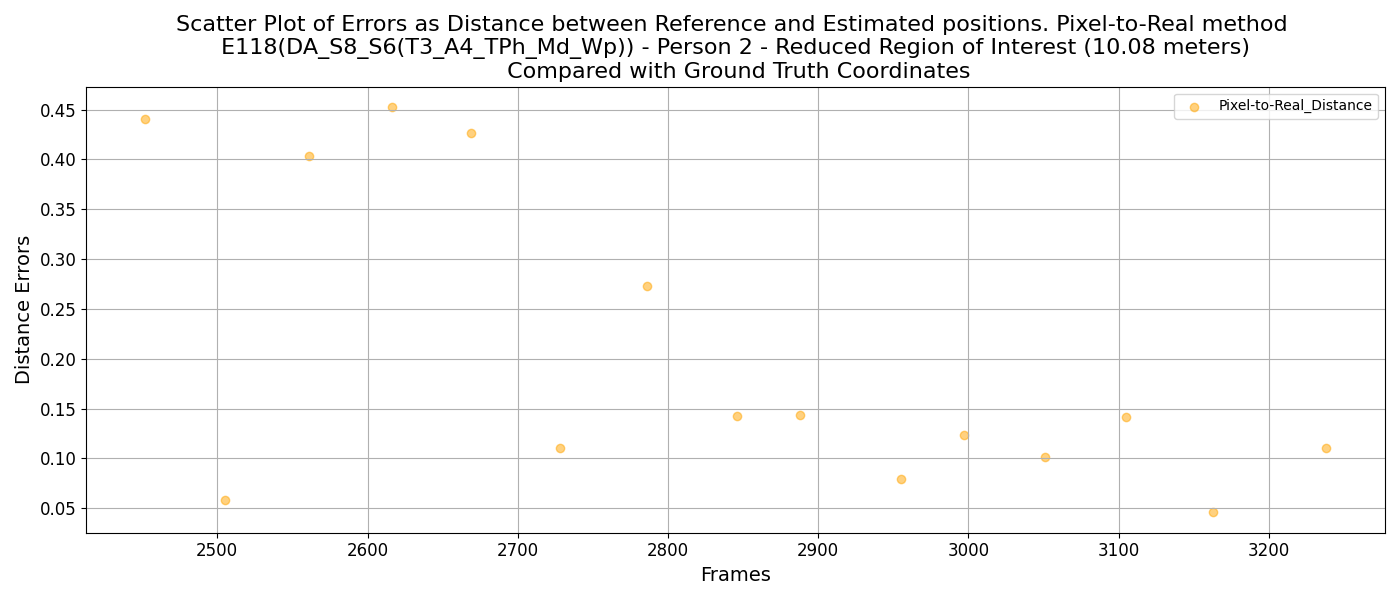 Scatter Plot of Errors as Distance between Reference and Estimated positions. Pixel-to-Real method
E118(DA_S8_S6(T3_A4_TPh_Md_Wp)) - Person 2 - Reduced Region of Interest (10.08 meters)
Compared with Ground Truth Coordinates
Pixel-to-Real_Distance
Distance Errors
0.45
0.40
0.35
0.30
0.25
0.20
0.15
0.10
0.05
2500 2600 2700 2800 2900 3000 3100 3200
Frames